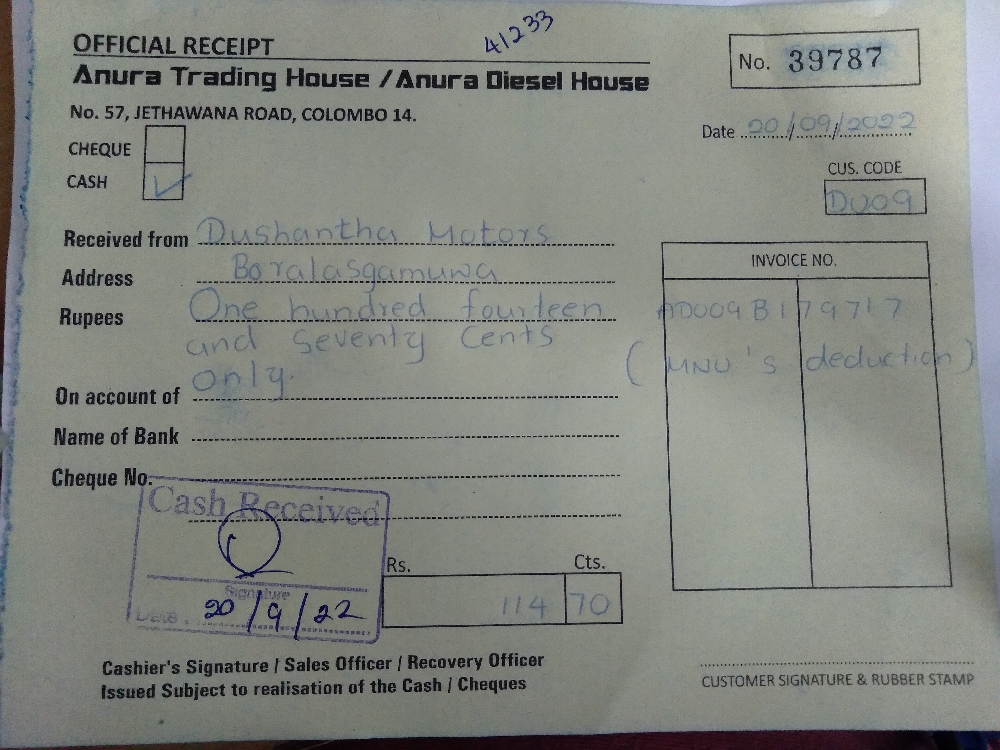 41233
OFFICIAL RECEIPT
Anura Trading House / Anura Diesel House
No. 57, JETHAWANA ROAD, COLOMBO 14.
No. 39787
Date 20/09/2022
CHEQUE
CASH ✓
CUS. CODE
DU09
Received from Dushantha Motors
Address Boralasgamuwa
Rupees One hundred fourteen
and seventy Cents
only.
INVOICE NO.
AD009B179717
(MNU's deduction)
On account of
Name of Bank
Cheque No.
Cash Received
Signature
Date. 20/9/22
Rs. Cts.
114 70
Cashier's Signature / Sales Officer / Recovery Officer
Issued Subject to realisation of the Cash / Cheques
CUSTOMER SIGNATURE & RUBBER STAMP